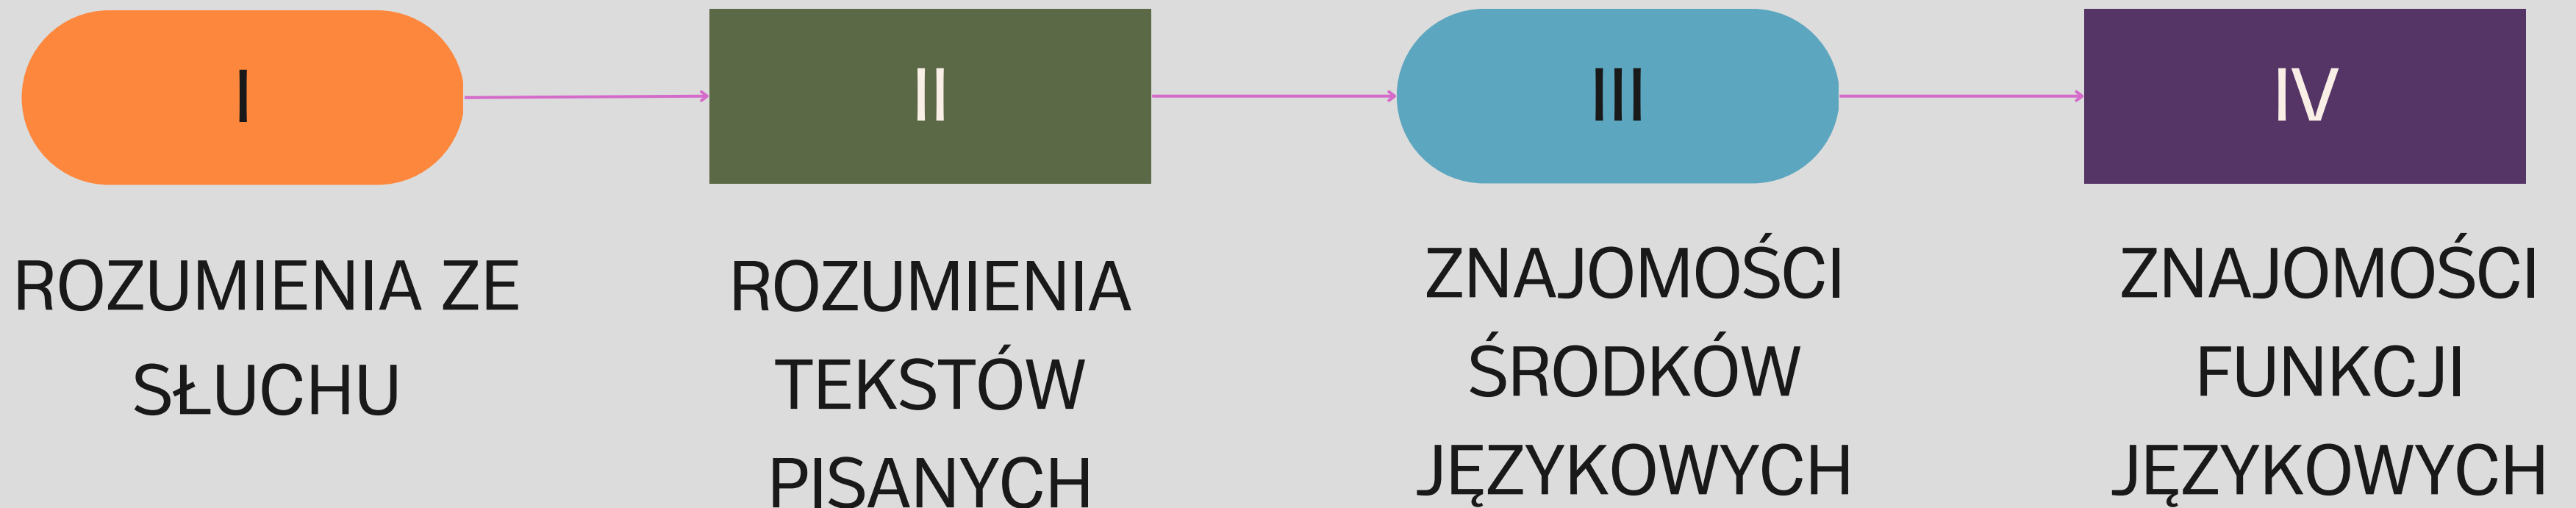 I
II
III
IV
ROZUMIENIA ZE
SŁUCHU
ROZUMIENIA
TEKSTÓW
PISANYCH
ZNAJOMOŚCI
ŚRODKÓW
JĘZYKOWYCH
ZNAJOMOŚCI
FUNKCJI
JĘZYKOWYCH